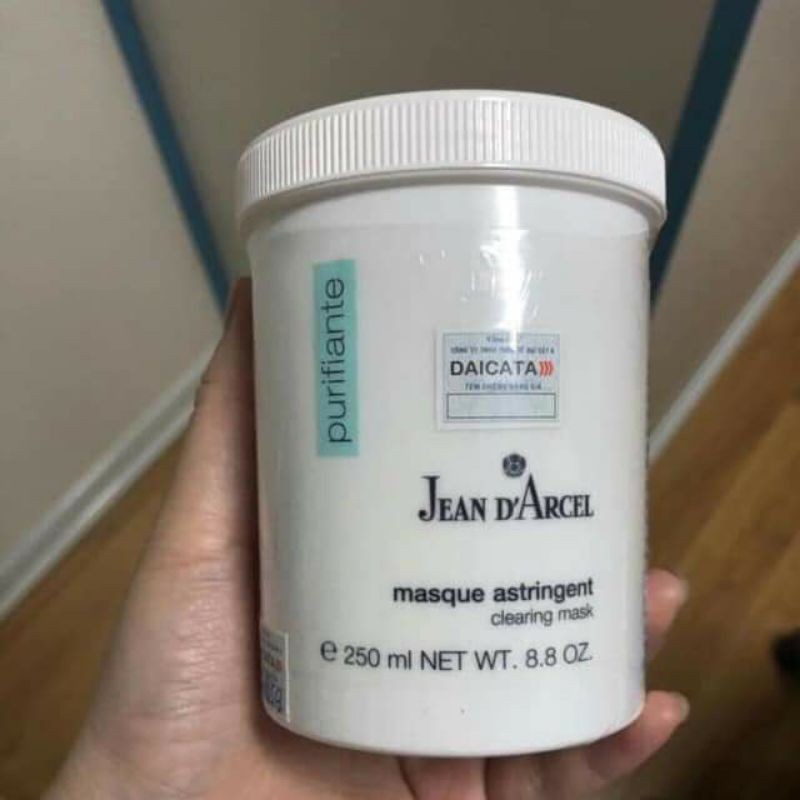 purifiante
DAICATA
JEAN D'ARCEL
masque astringent
clearing mask
e 250 ml NET WT. 8.8 OZ.